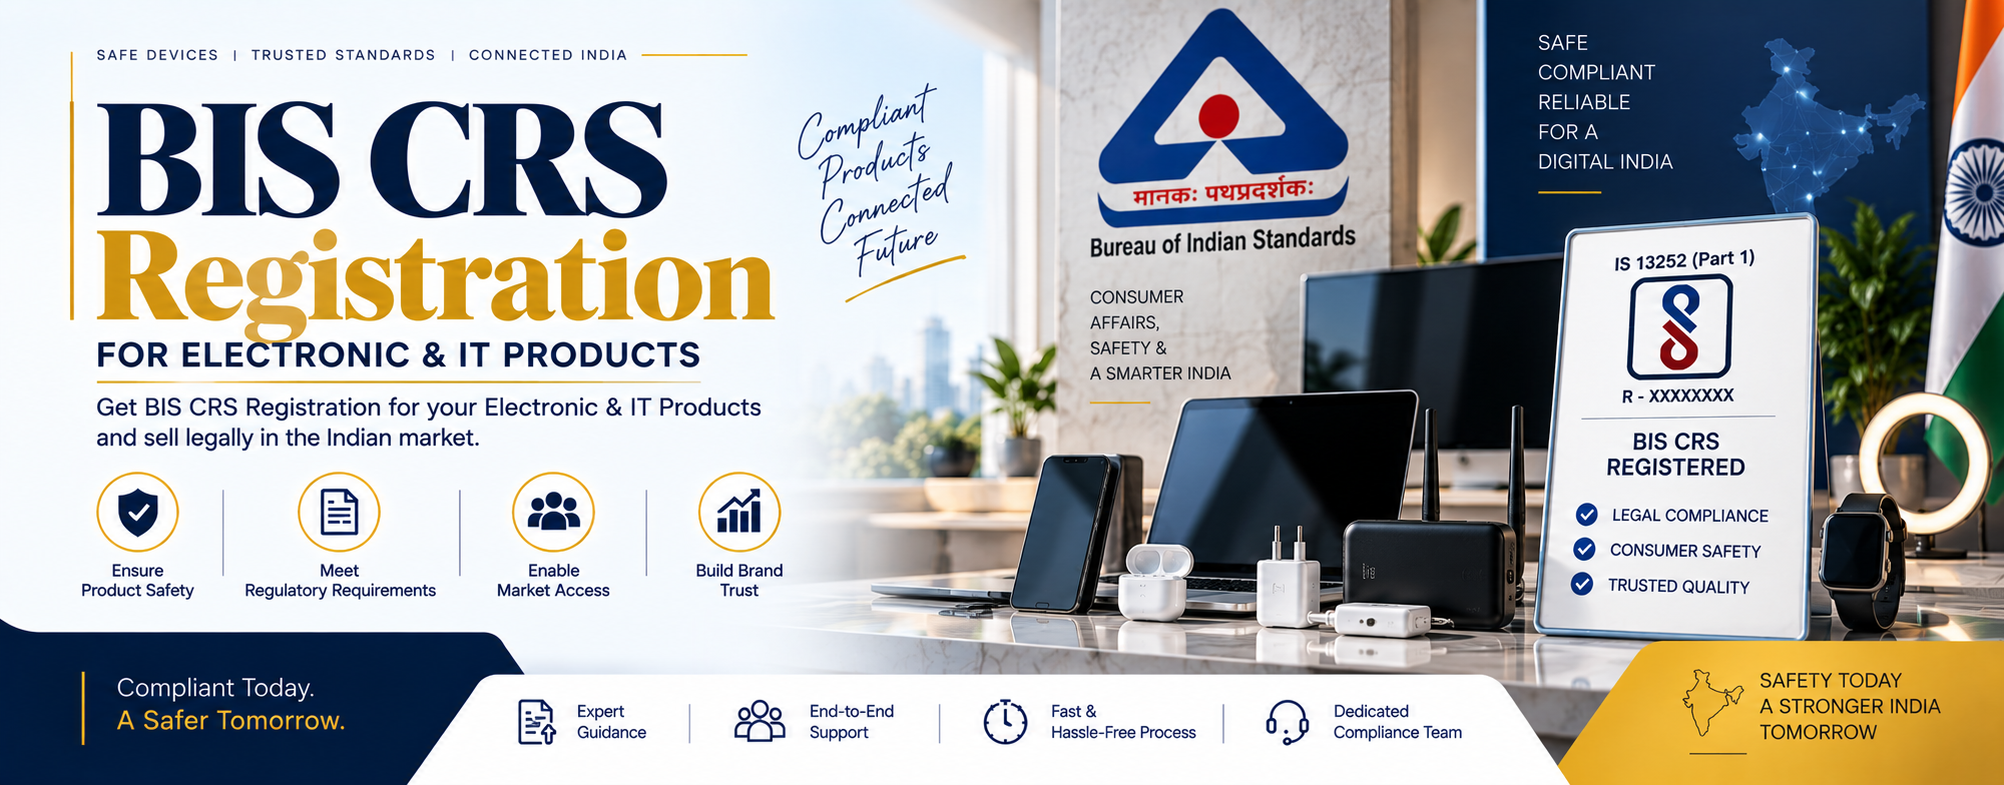 SAFE DEVICES | TRUSTED STANDARDS | CONNECTED INDIA
BIS CRS
Registration
FOR ELECTRONIC & IT PRODUCTS
Get BIS CRS Registration for your Electronic & IT Products
and sell legally in the Indian market.
Ensure
Product Safety
Meet
Regulatory Requirements
Enable
Market Access
Build Brand
Trust
Compliant
Products
Connected
Future
मानकः पथप्रदर्शकः
Bureau of Indian Standards
CONSUMER
AFFAIRS,
SAFETY &
A SMARTER INDIA
SAFE
COMPLIANT
RELIABLE
FOR A
DIGITAL INDIA
IS 13252 (Part 1)
R - XXXXXXXX
BIS CRS
REGISTERED
LEGAL COMPLIANCE
CONSUMER SAFETY
TRUSTED QUALITY
Compliant Today.
A Safer Tomorrow.
Expert
Guidance
End-to-End
Support
Fast &
Hassle-Free Process
Dedicated
Compliance Team
SAFETY TODAY
A STRONGER INDIA
TOMORROW